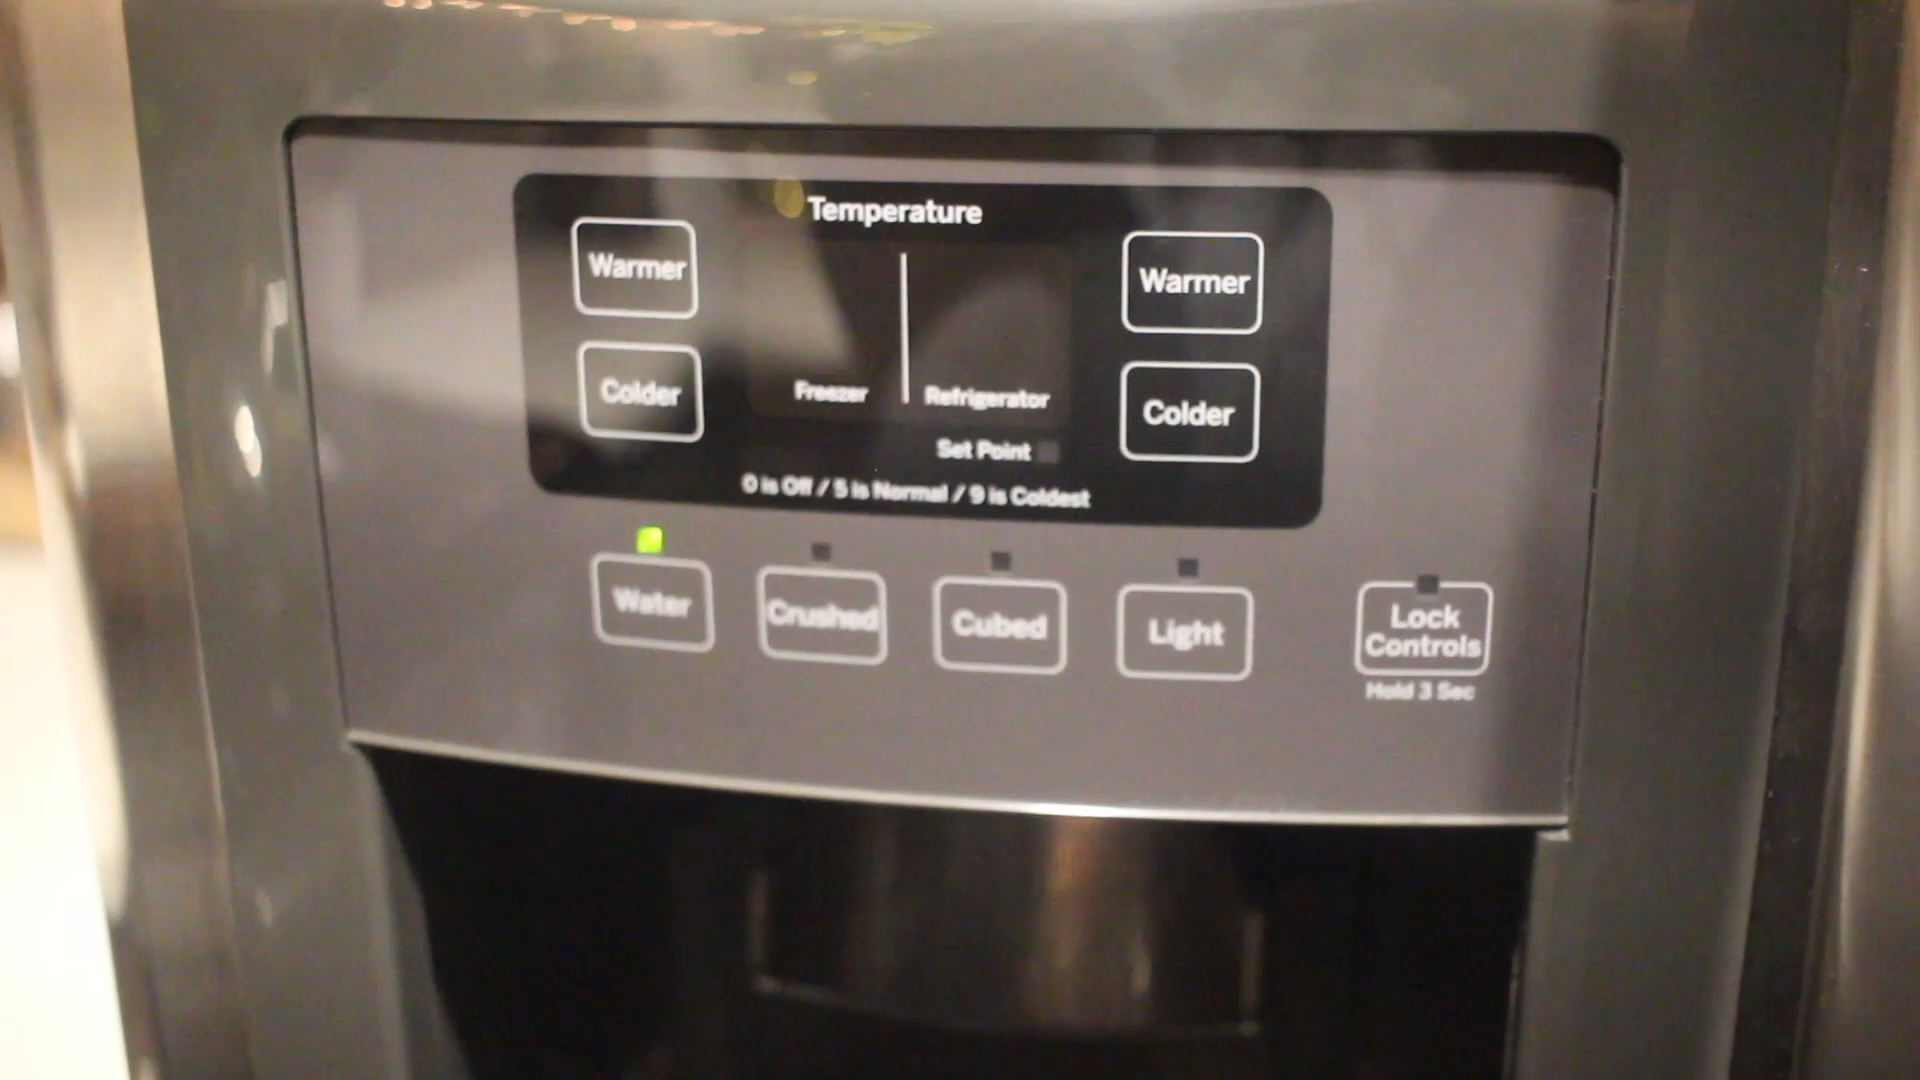 Temperature
Warmer
Warmer
Colder
Freezer
Refrigerator
Colder
Set Point
0 is Off / 5 is Normal / 9 is Coldest
Water
Crushed
Cubed
Light
Lock
Controls
Hold 3 Sec